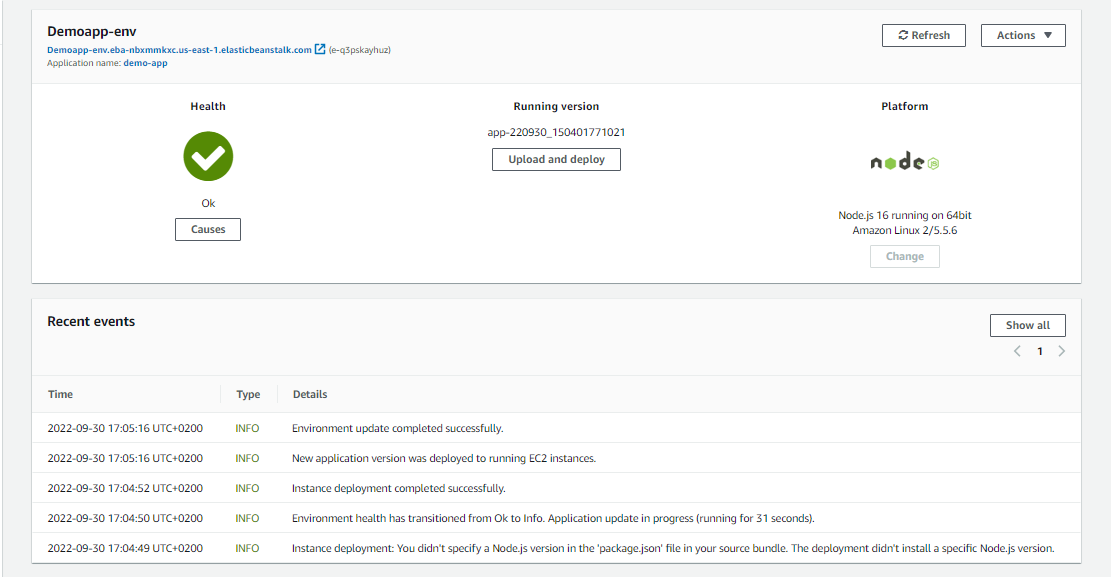 Demoapp-env
Demoapp-env.eba-nbxmmkxc.us-east-1.elasticbeanstalk.com (e-q3pskayhuz)
Application name: demo-app
Refresh
Actions
Health
Ok
Causes
Running version
app-220930_150401771021
Upload and deploy
Platform
node JS
Node.js 16 running on 64bit
Amazon Linux 2/5.5.6
Change
Recent events
Show all
1
Time Type Details
2022-09-30 17:05:16 UTC+0200 INFO Environment update completed successfully.
2022-09-30 17:05:16 UTC+0200 INFO New application version was deployed to running EC2 instances.
2022-09-30 17:04:52 UTC+0200 INFO Instance deployment completed successfully.
2022-09-30 17:04:50 UTC+0200 INFO Environment health has transitioned from Ok to Info. Application update in progress (running for 31 seconds).
2022-09-30 17:04:49 UTC+0200 INFO Instance deployment: You didn't specify a Node.js version in the 'package.json' file in your source bundle. The deployment didn't install a specific Node.js version.